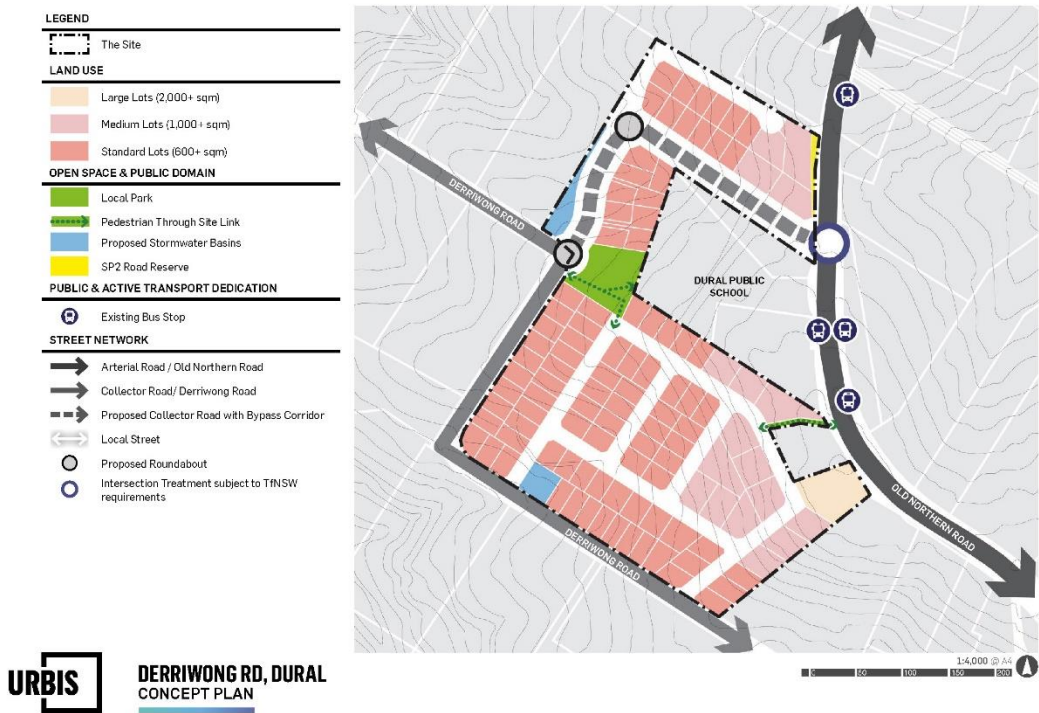 LEGEND
The Site
LAND USE
Large Lots (2,000+ sqm)
Medium Lots (1,000+ sqm)
Standard Lots (600+ sqm)
OPEN SPACE & PUBLIC DOMAIN
Local Park
Pedestrian Through Site Link
Proposed Stormwater Basins
SP2 Road Reserve
PUBLIC & ACTIVE TRANSPORT DEDICATION
Existing Bus Stop
STREET NETWORK
Arterial Road / Old Northern Road
Collector Road/ Derriwong Road
Proposed Collector Road with Bypass Corridor
Local Street
Proposed Roundabout
Intersection Treatment subject to TfNSW
requirements
DERRIWONG ROAD
DURAL PUBLIC
SCHOOL
OLD NORTHERN ROAD
DERRIWONG ROAD
URBIS
DERRIWONG RD, DURAL
CONCEPT PLAN
1:4,000 @ A4
0 50 100 150 200